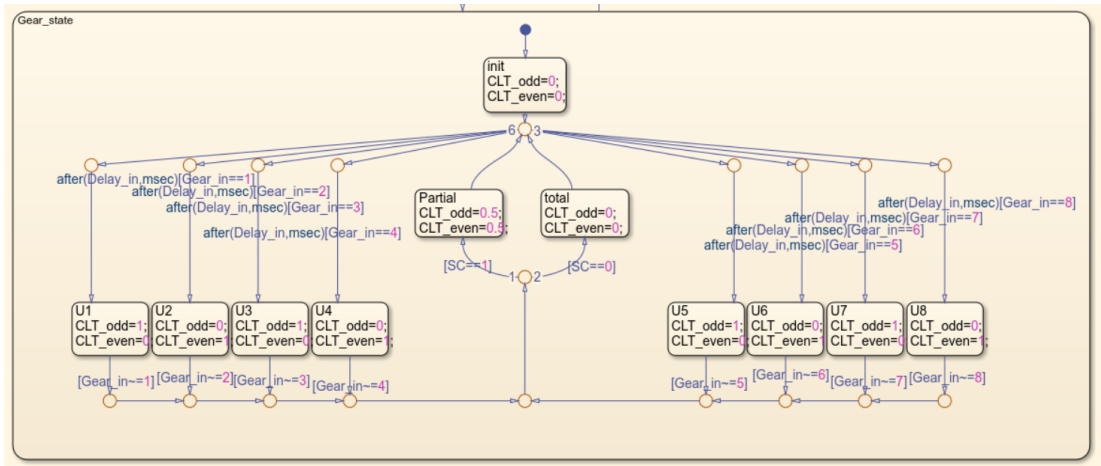 Gear_state
init
CLT_odd=0;
CLT_even=0;
6 3
after(Delay_in,msec)[Gear_in==1]
after(Delay_in,msec)[Gear_in==2]
after(Delay_in,msec)[Gear_in==3]
after(Delay_in,msec)[Gear_in==4]
Partial
CLT_odd=0.5;
CLT_even=0.5;
total
CLT_odd=0;
CLT_even=0;
after(Delay_in,msec)[Gear_in==8]
after(Delay_in,msec)[Gear_in==7]
after(Delay_in,msec)[Gear_in==6]
after(Delay_in,msec)[Gear_in==5]
[SC==1]
1 2
[SC==0]
U1
CLT_odd=1;
CLT_even=0
U2
CLT_odd=0;
CLT_even=1
U3
CLT_odd=1;
CLT_even=0
U4
CLT_odd=0;
CLT_even=1;
U5
CLT_odd=1;
CLT_even=0
U6
CLT_odd=0;
CLT_even=1
U7
CLT_odd=1;
CLT_even=0
U8
CLT_odd=0;
CLT_even=1;
[Gear_in~=1]
[Gear_in~=2]
[Gear_in~=3]
[Gear_in~=4]
[Gear_in~=5]
[Gear_in~=6]
[Gear_in~=7]
[Gear_in~=8]